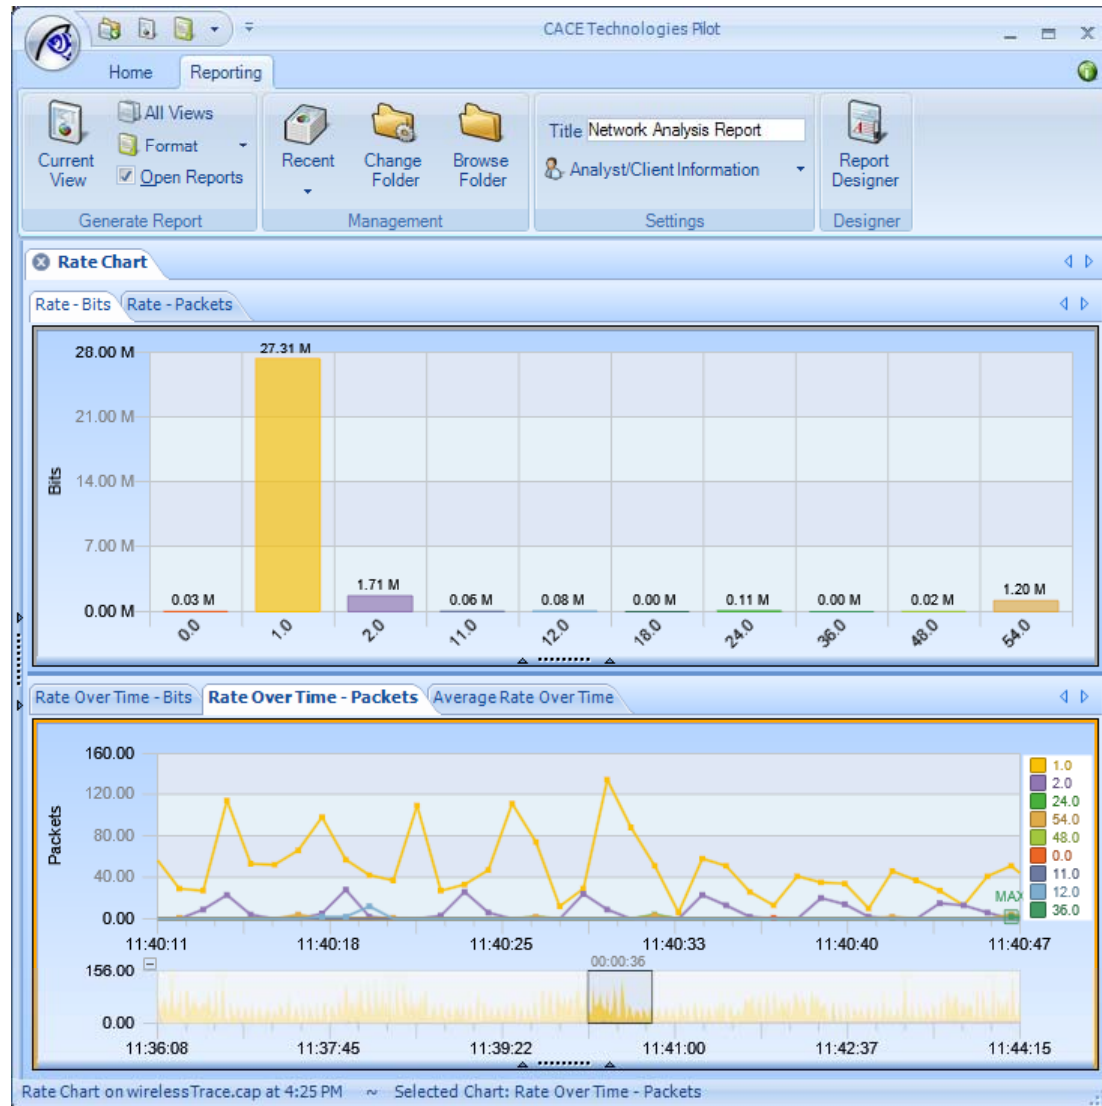 CACE Technologies Pilot
Home Reporting
Current View
All Views
Format
Open Reports
Generate Report
Recent
Change Folder
Browse Folder
Management
Title Network Analysis Report
Analyst/Client Information
Settings
Report Designer
Designer
Rate Chart
Rate - Bits Rate - Packets
28.00 M
21.00 M
14.00 M
7.00 M
0.00 M
Bits
0.03 M 27.31 M 1.71 M 0.06 M 0.08 M 0.00 M 0.11 M 0.00 M 0.02 M 1.20 M
0.0 1.0 2.0 11.0 12.0 18.0 24.0 36.0 48.0 54.0
Rate Over Time - Bits Rate Over Time - Packets Average Rate Over Time
160.00
120.00
80.00
40.00
0.00
Packets
1.0
2.0
24.0
54.0
48.0
0.0
11.0
12.0
36.0
MAX
11:40:11 11:40:18 11:40:25 11:40:33 11:40:40 11:40:47
00:00:36
156.00
0.00
11:36:08 11:37:45 11:39:22 11:41:00 11:42:37 11:44:15
Rate Chart on wirelessTrace.cap at 4:25 PM ~ Selected Chart: Rate Over Time - Packets